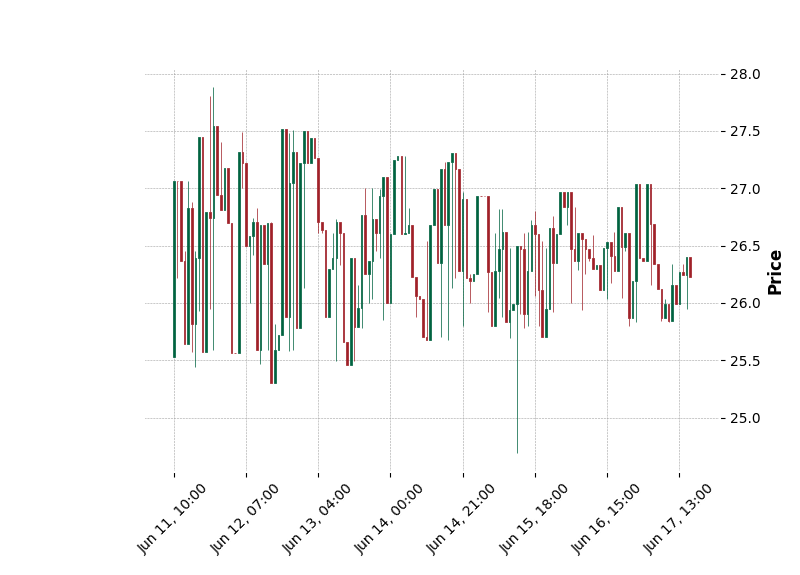 28.0
27.5
27.0
26.5
26.0
25.5
25.0
Price
Jun 11, 10:00
Jun 12, 07:00
Jun 13, 04:00
Jun 14, 00:00
Jun 14, 21:00
Jun 15, 18:00
Jun 16, 15:00
Jun 17, 13:00